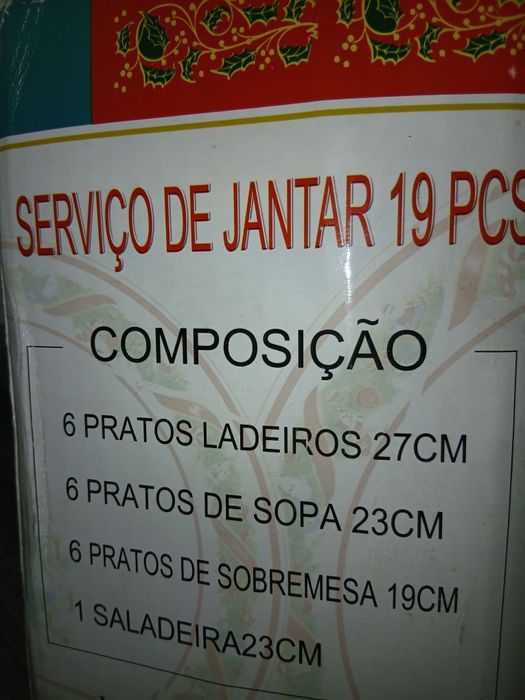 SERVIÇO DE JANTAR 19 PCS
COMPOSIÇÃO
6 PRATOS LADEIROS 27CM
6 PRATOS DE SOPA 23CM
6 PRATOS DE SOBREMESA 19CM
1 SALADEIRA23CM